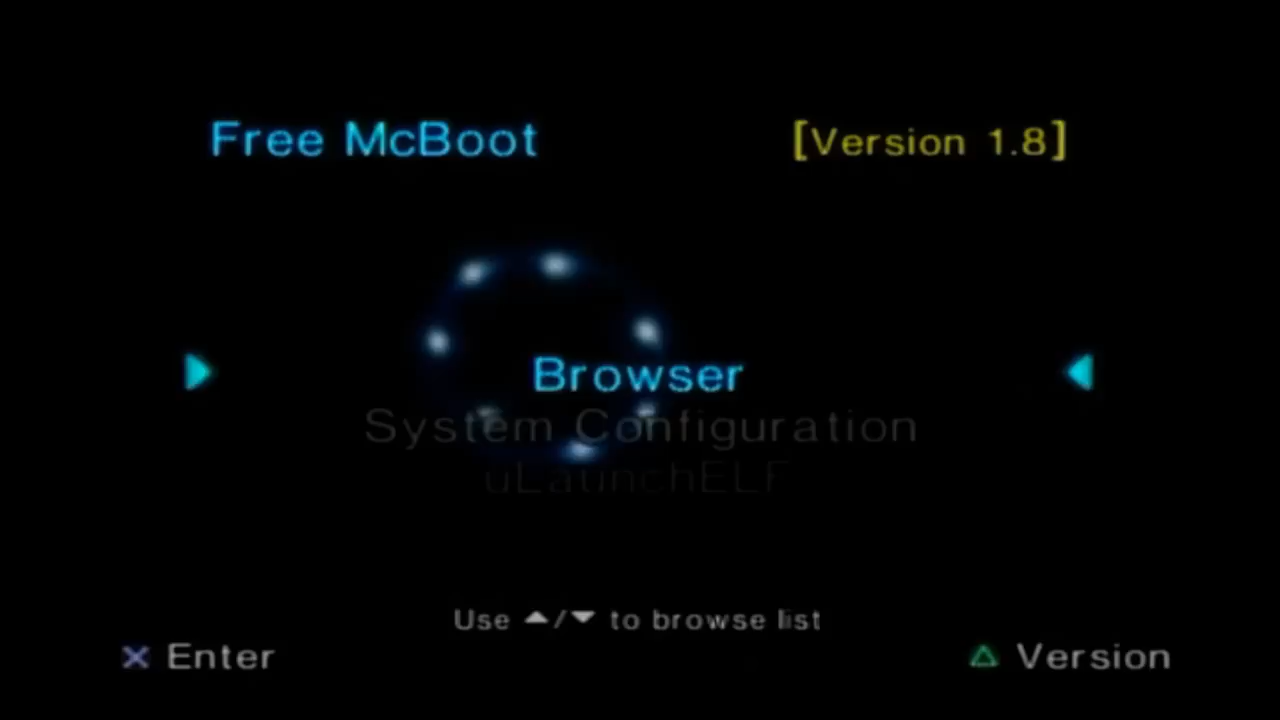 Free McBoot [Version 1.8]
Browser
System Configuration
uLaunchELF
Use ▲/▼ to browse list
Enter Version